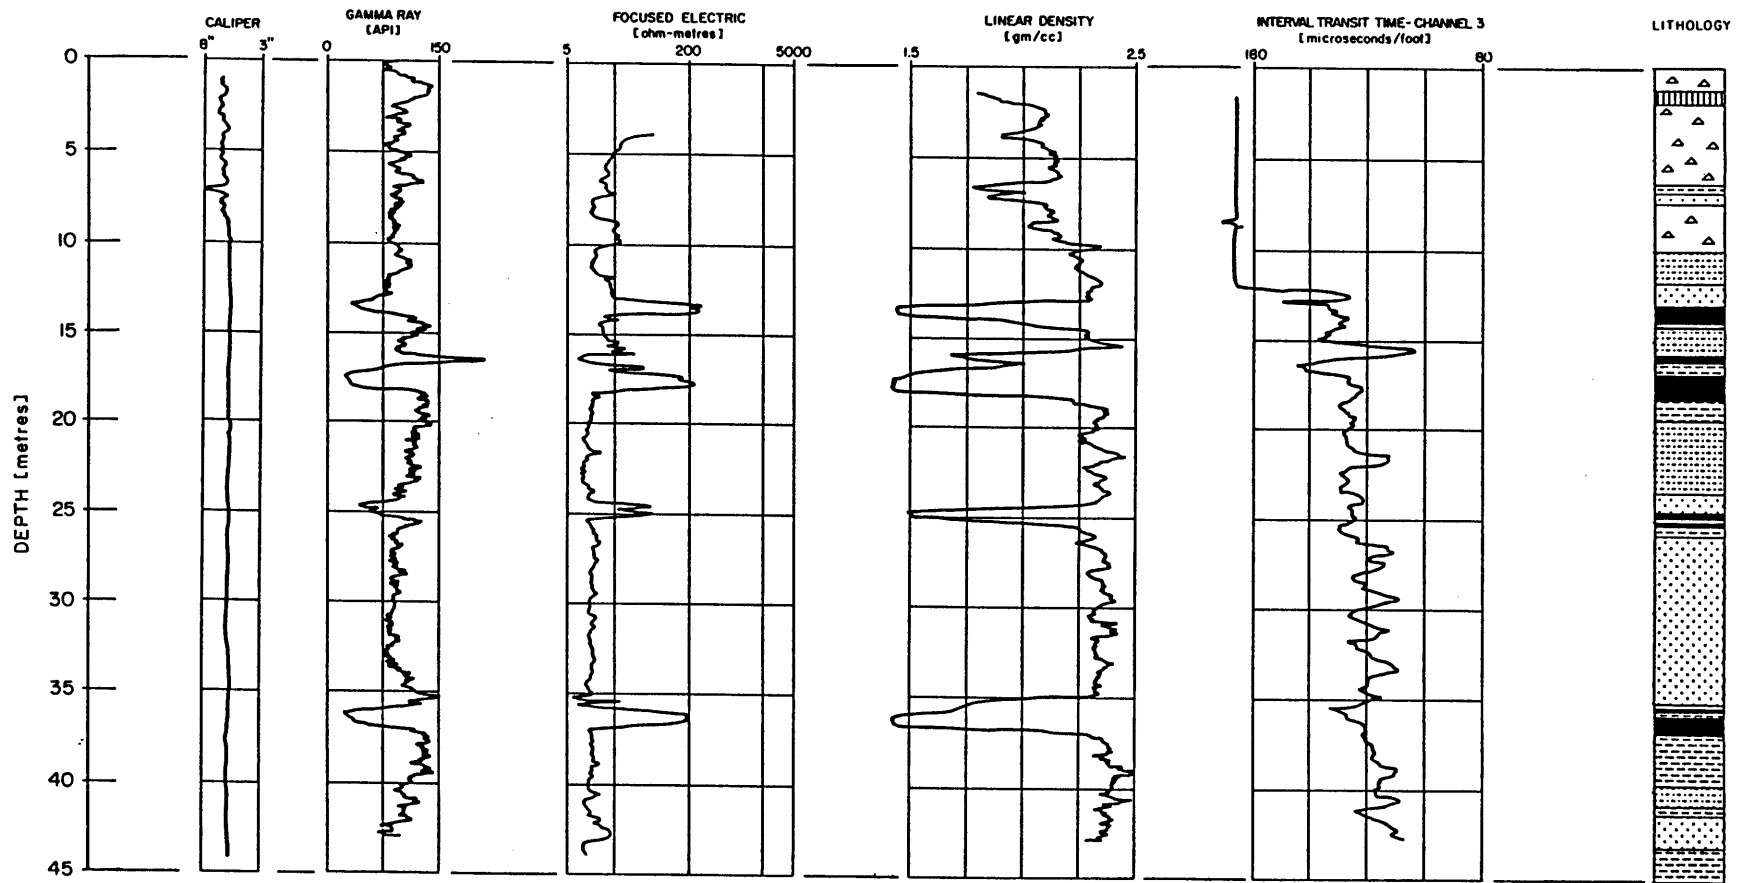 CALIPER
8" 3"
GAMMA RAY
[API]
0 150
FOCUSED ELECTRIC
[ohm-metres]
5 200 5000
LINEAR DENSITY
[gm/cc]
1.5 2.5
INTERVAL TRANSIT TIME-CHANNEL 3
[microseconds/foot]
180 80
LITHOLOGY
DEPTH [metres]
0
5
10
15
20
25
30
35
40
45